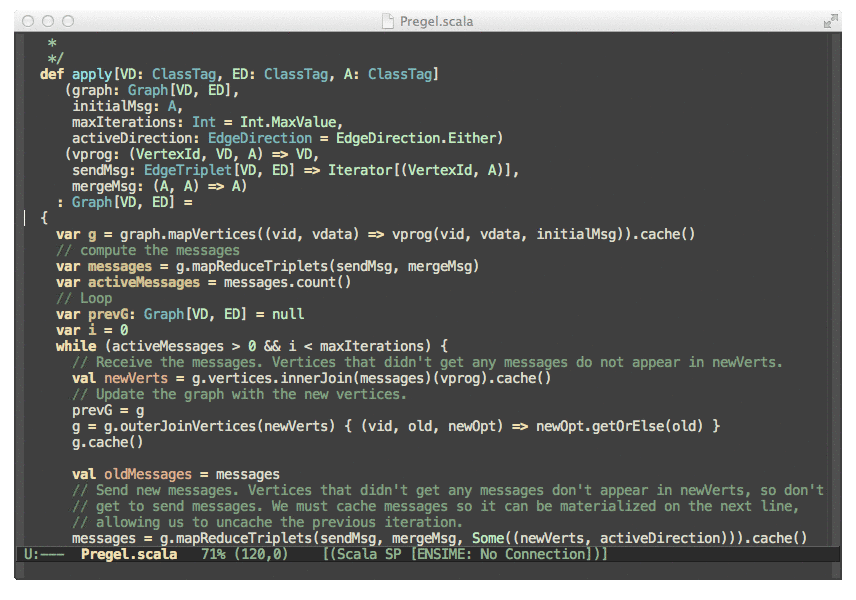 Pregel.scala
*
*/
def apply[VD: ClassTag, ED: ClassTag, A: ClassTag]
(graph: Graph[VD, ED],
initialMsg: A,
maxIterations: Int = Int.MaxValue,
activeDirection: EdgeDirection = EdgeDirection.Either)
(vprog: (VertexId, VD, A) => VD,
sendMsg: EdgeTriplet[VD, ED] => Iterator[(VertexId, A)],
mergeMsg: (A, A) => A)
: Graph[VD, ED] =
{
var g = graph.mapVertices((vid, vdata) => vprog(vid, vdata, initialMsg)).cache()
// compute the messages
var messages = g.mapReduceTriplets(sendMsg, mergeMsg)
var activeMessages = messages.count()
// Loop
var prevG: Graph[VD, ED] = null
var i = 0
while (activeMessages > 0 && i < maxIterations) {
// Receive the messages. Vertices that didn't get any messages do not appear in newVerts.
val newVerts = g.vertices.innerJoin(messages)(vprog).cache()
// Update the graph with the new vertices.
prevG = g
g = g.outerJoinVertices(newVerts) { (vid, old, newOpt) => newOpt.getOrElse(old) }
g.cache()
val oldMessages = messages
// Send new messages. Vertices that didn't get any messages don't appear in newVerts, so don't
// get to send messages. We must cache messages so it can be materialized on the next line,
// allowing us to uncache the previous iteration.
messages = g.mapReduceTriplets(sendMsg, mergeMsg, Some((newVerts, activeDirection))).cache()
U:--- Pregel.scala 71% (120,0) [(Scala SP [ENSIME: No Connection])]